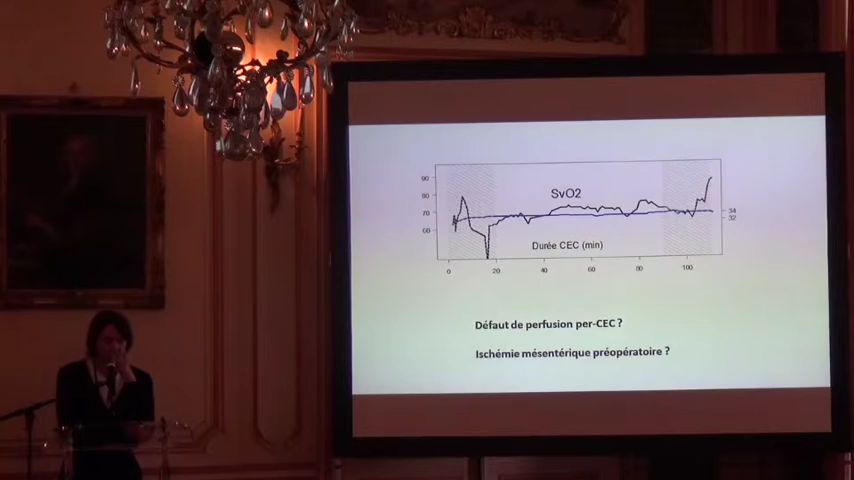 90
80
70
60
SvO2
34
32
Durée CEC (min)
0 20 40 60 80 100
Défaut de perfusion per-CEC ?
Ischémie mésentérique préopératoire ?